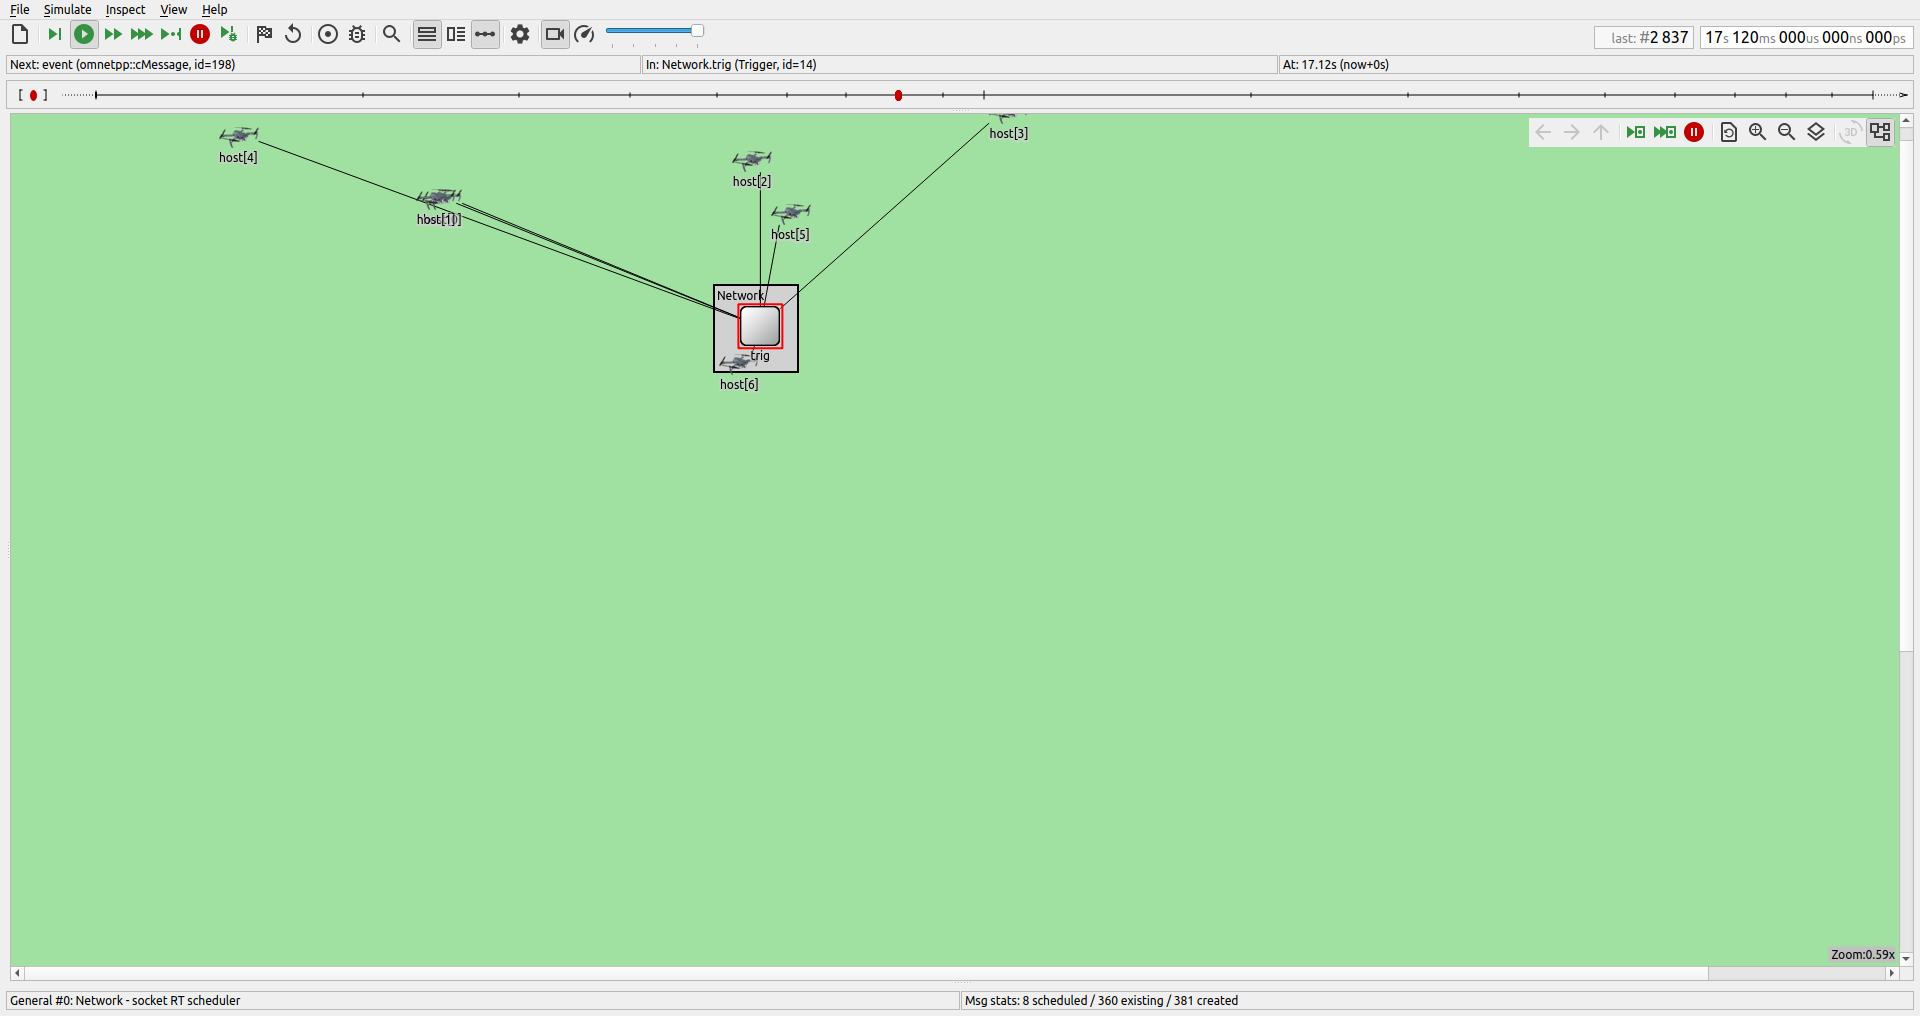 File Simulate Inspect View Help
last: #2 837 17s 120ms 000us 000ns 000ps
Next: event (omnetpp::cMessage, id=198) In: Network.trig (Trigger, id=14) At: 17.12s (now+0s)
[ ]
host[3]
3D
host[4]
host[2]
host[1]
host[5]
Network
trig
host[6]
Zoom:0.59x
General #0: Network - socket RT scheduler Msg stats: 8 scheduled / 360 existing / 381 created